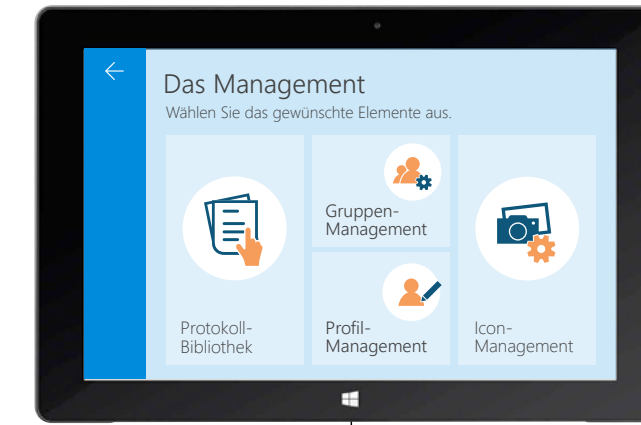 Das Management
Wählen Sie das gewünschte Elemente aus.
Protokoll-
Bibliothek
Gruppen-
Management
Profil-
Management
Icon-
Management